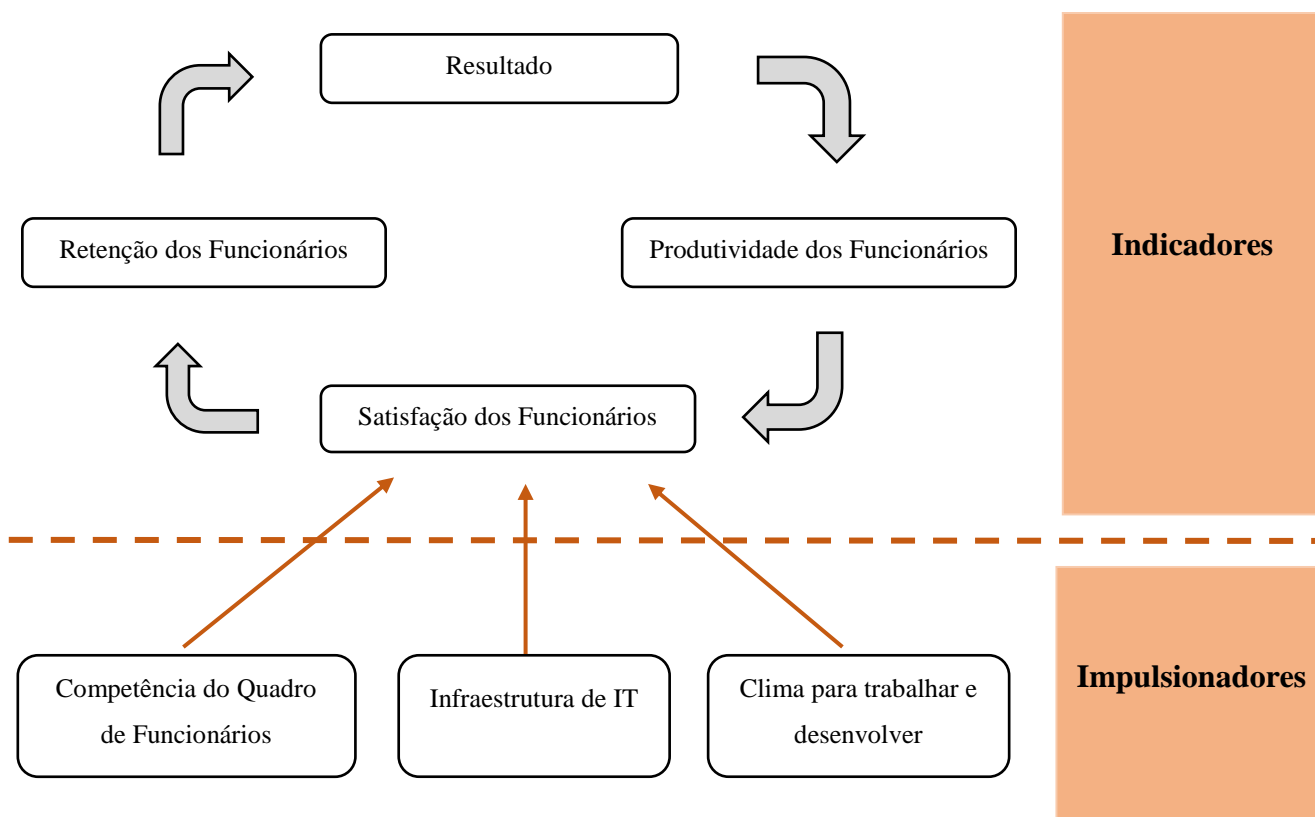 Resultado
Retenção dos Funcionários
Produtividade dos Funcionários
Indicadores
Satisfação dos Funcionários
Competência do Quadro
de Funcionários
Infraestrutura de IT
Clima para trabalhar e
desenvolver
Impulsionadores